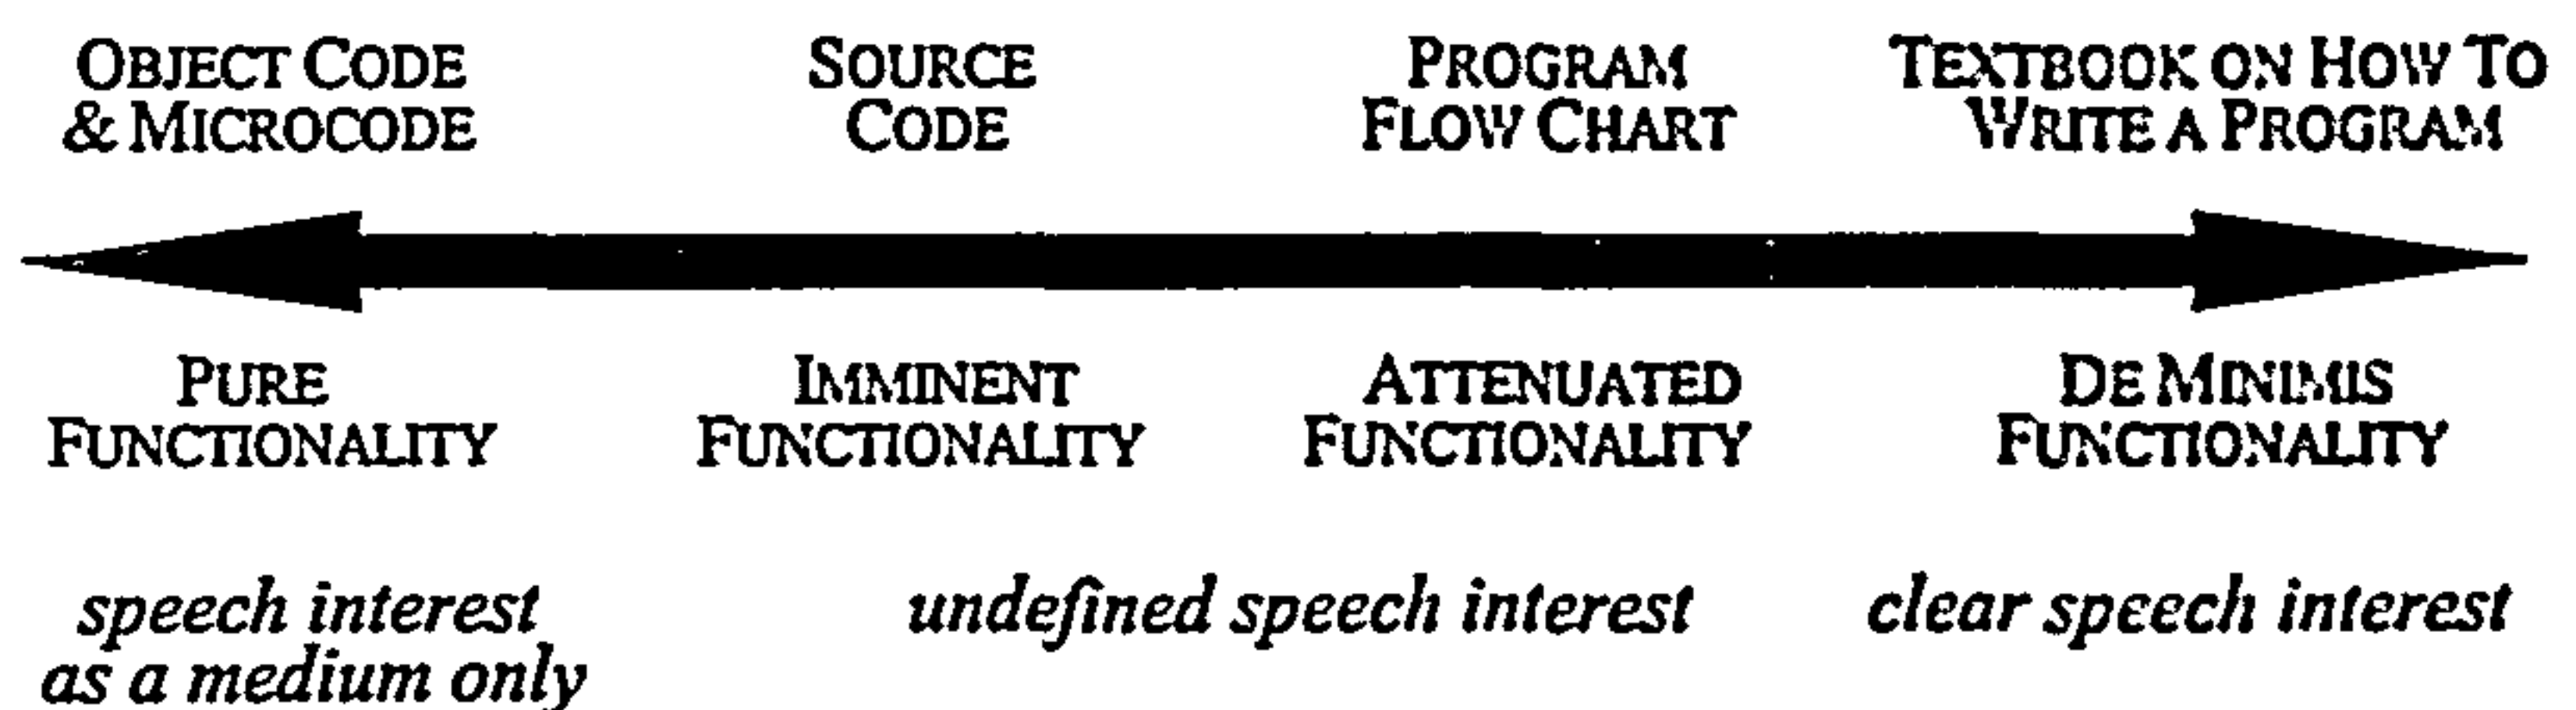 OBJECT CODE
& MICROCODE
SOURCE
CODE
PROGRAM
FLOW CHART
TEXTBOOK ON HOW TO
WRITE A PROGRAM
PURE
FUNCTIONALITY
IMMINENT
FUNCTIONALITY
ATTENUATED
FUNCTIONALITY
DE MINIMIS
FUNCTIONALITY
speech interest
as a medium only
undefined speech interest
clear speech interest